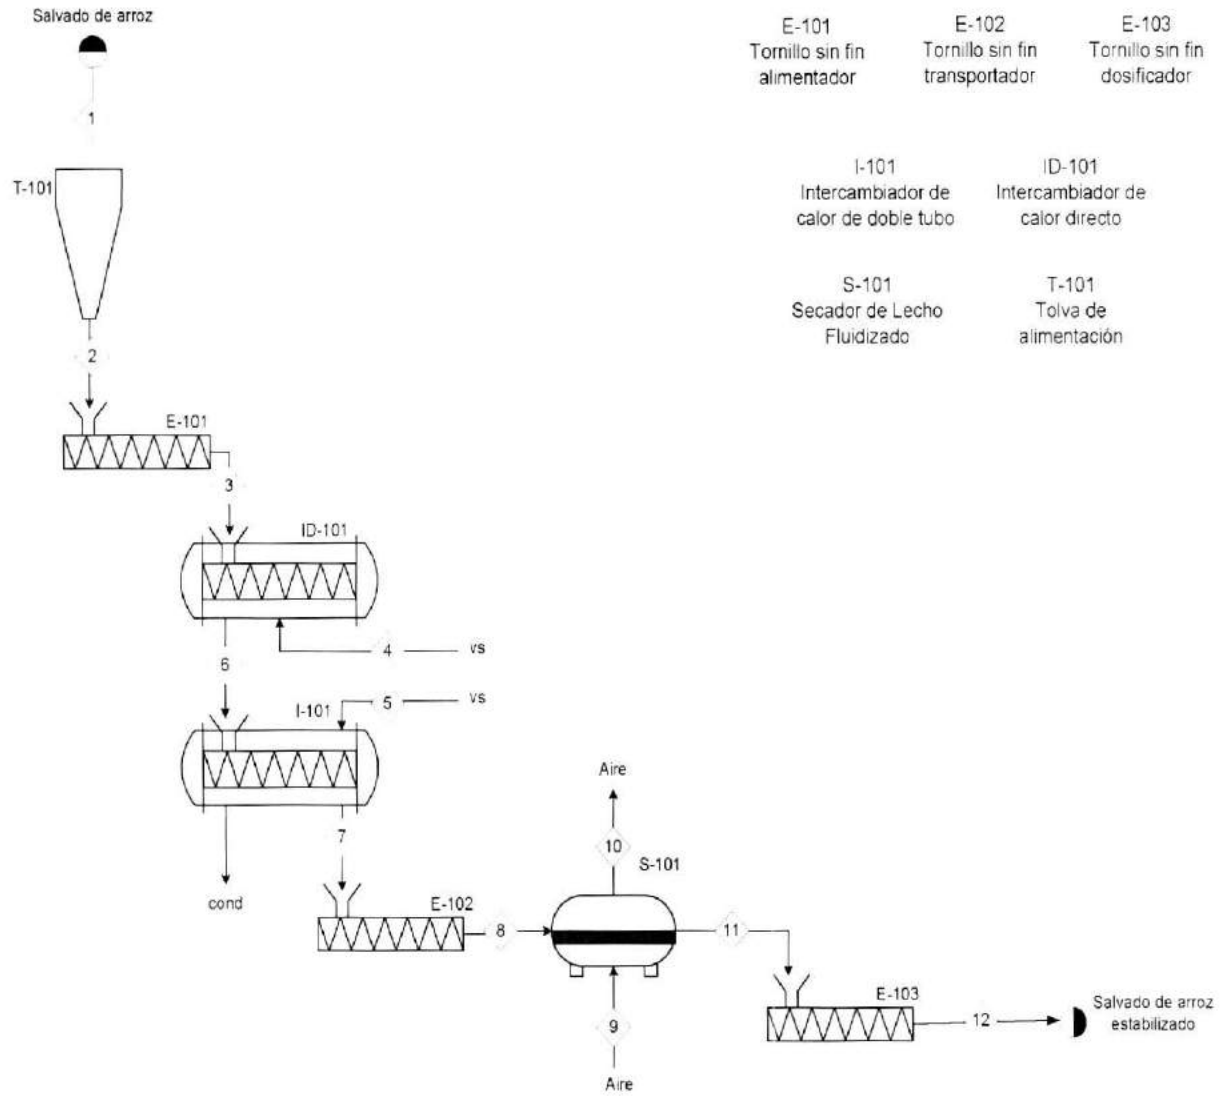 Salvado de arroz
E-101
Tornillo sin fin
alimentador
E-102
Tornillo sin fin
transportador
E-103
Tornillo sin fin
dosificador
1
T-101
I-101
Intercambiador de
calor de doble tubo
ID-101
Intercambiador de
calor directo
S-101
Secador de Lecho
Fluidizado
T-101
Tolva de
alimentación
2
E-101
3
ID-101
4
vs
6
5
vs
I-101
Aire
7
10
S-101
cond
E-102
8
11
E-103
9
12
Salvado de arroz
estabilizado
Aire